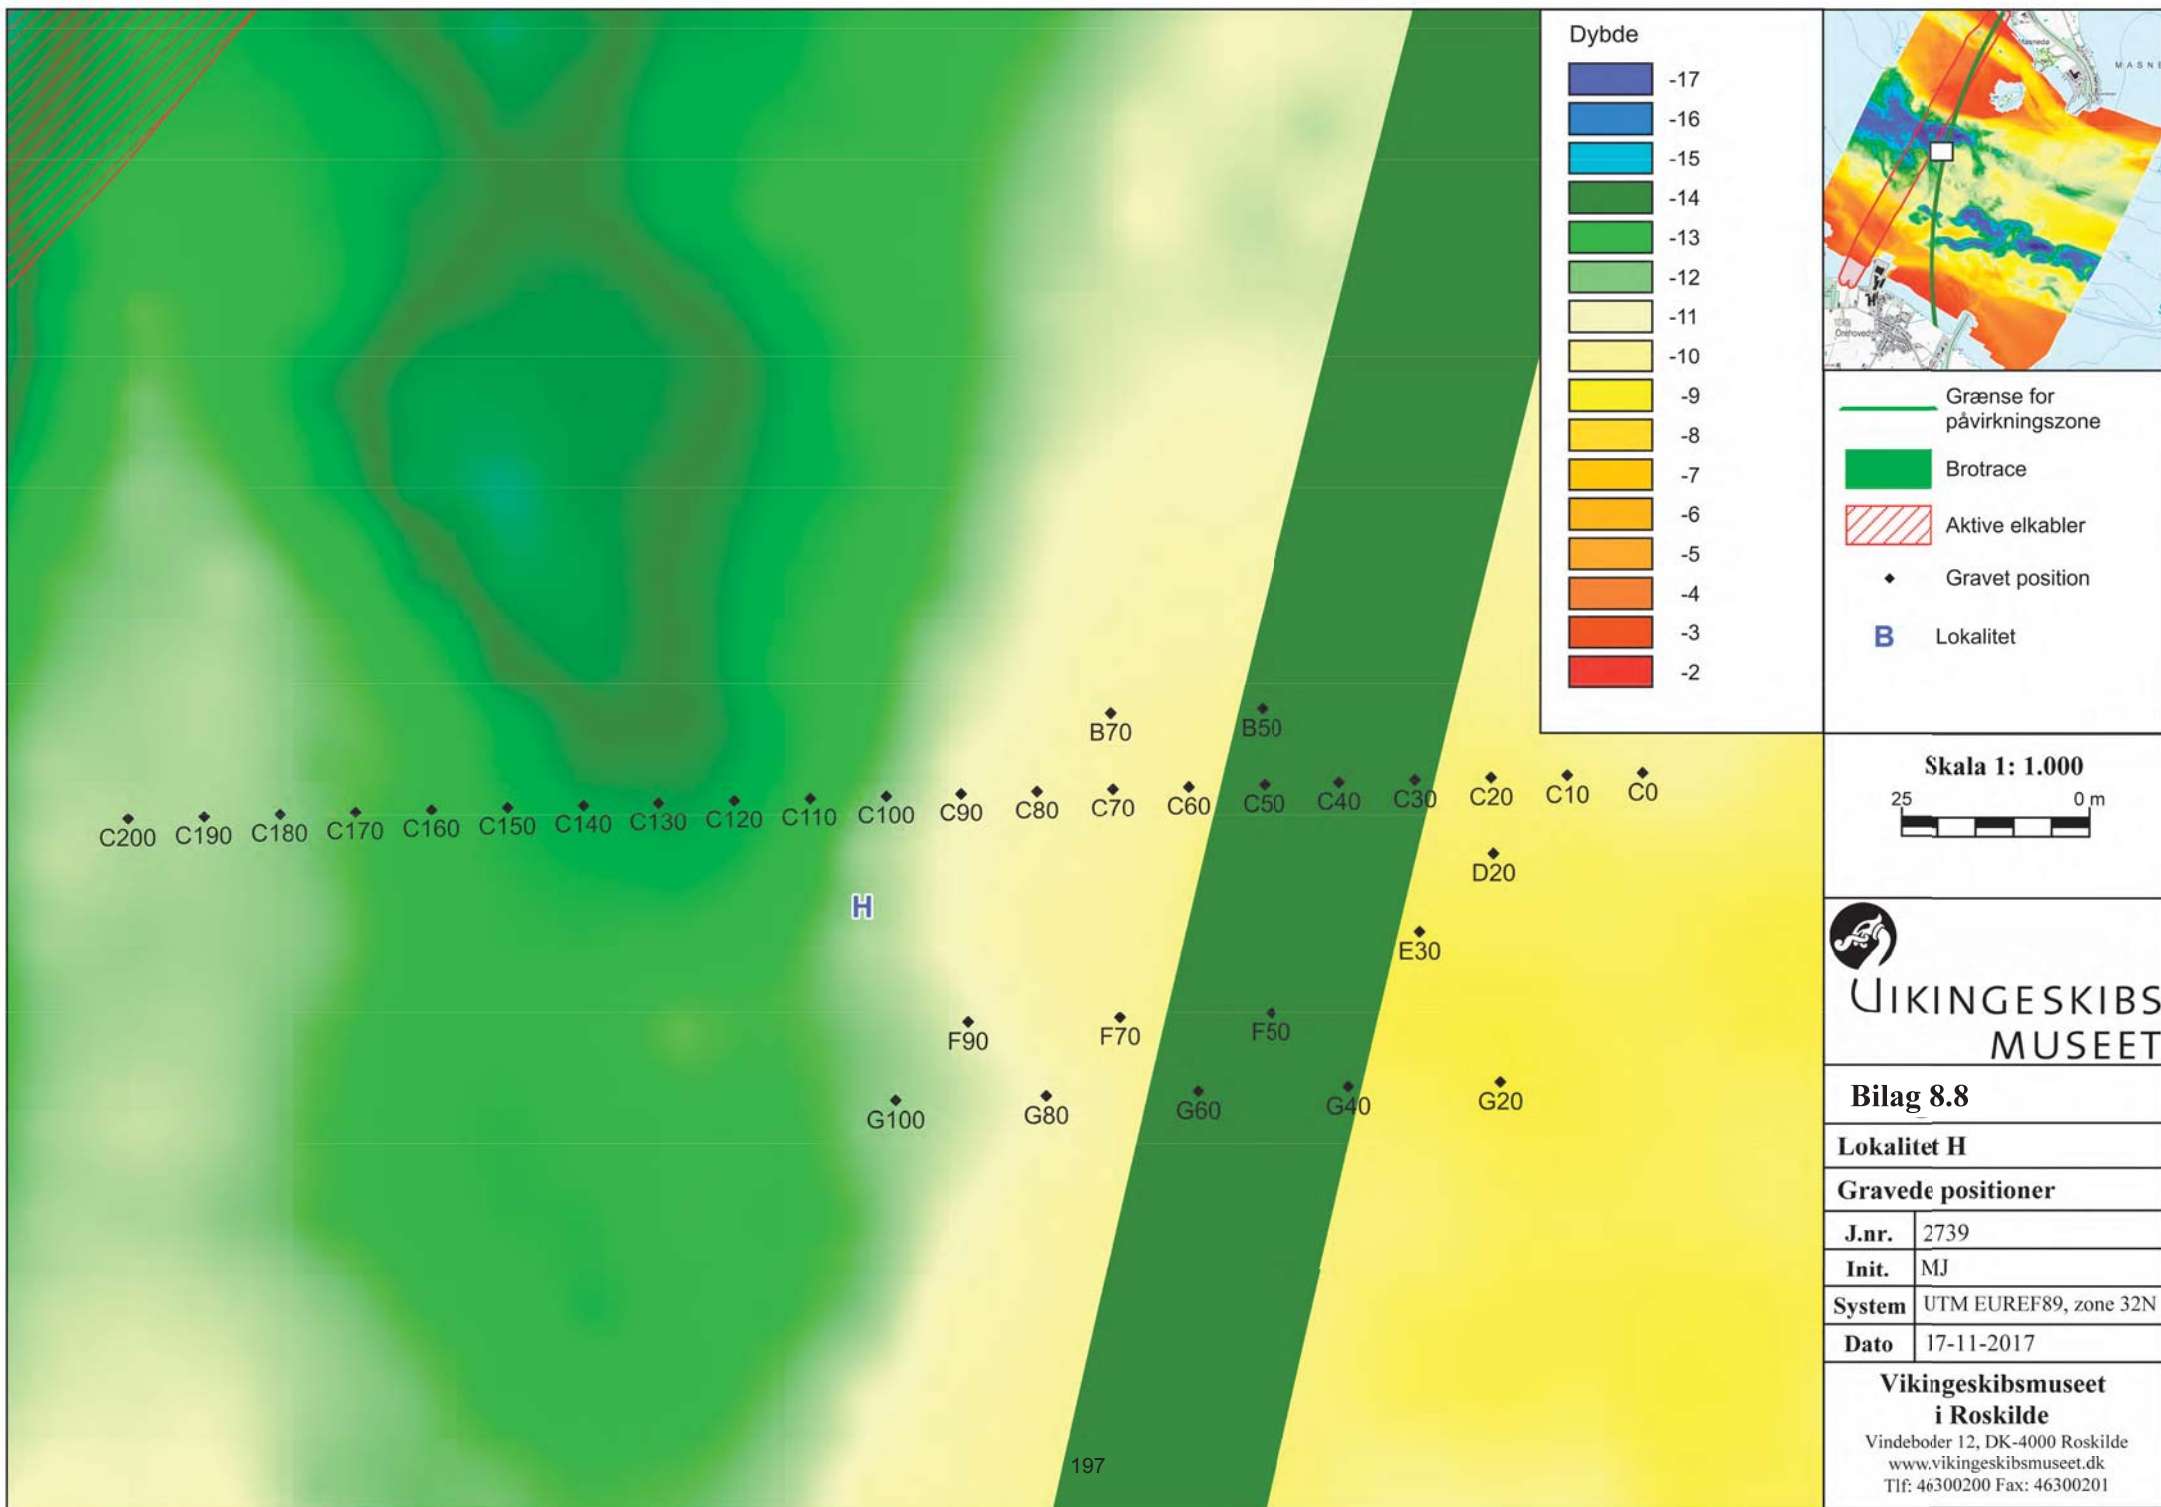 Dybde
-17
-16
-15
-14
-13
-12
-11
-10
-9
-8
-7
-6
-5
-4
-3
-2
Masnedø
MASNE
Orehoved
Grænse for
påvirkningszone
Brotrace
Aktive elkabler
Gravet position
B Lokalitet
B70 B50
C200 C190 C180 C170 C160 C150 C140 C130 C120 C110 C100 C90 C80 C70 C60 C50 C40 C30 C20 C10 C0
D20
H
E30
F90 F70 F50
G100 G80 G60 G40 G20
197
Skala 1: 1.000
25 0 m
VIKINGESKIBS
MUSEET
Bilag 8.8
Lokalitet H
Gravede positioner
J.nr. 2739
Init. MJ
System UTM EUREF89, zone 32N
Dato 17-11-2017
Vikingeskibsmuseet
i Roskilde
Vindeboder 12, DK-4000 Roskilde
www.vikingeskibsmuseet.dk
Tlf: 46300200 Fax: 46300201